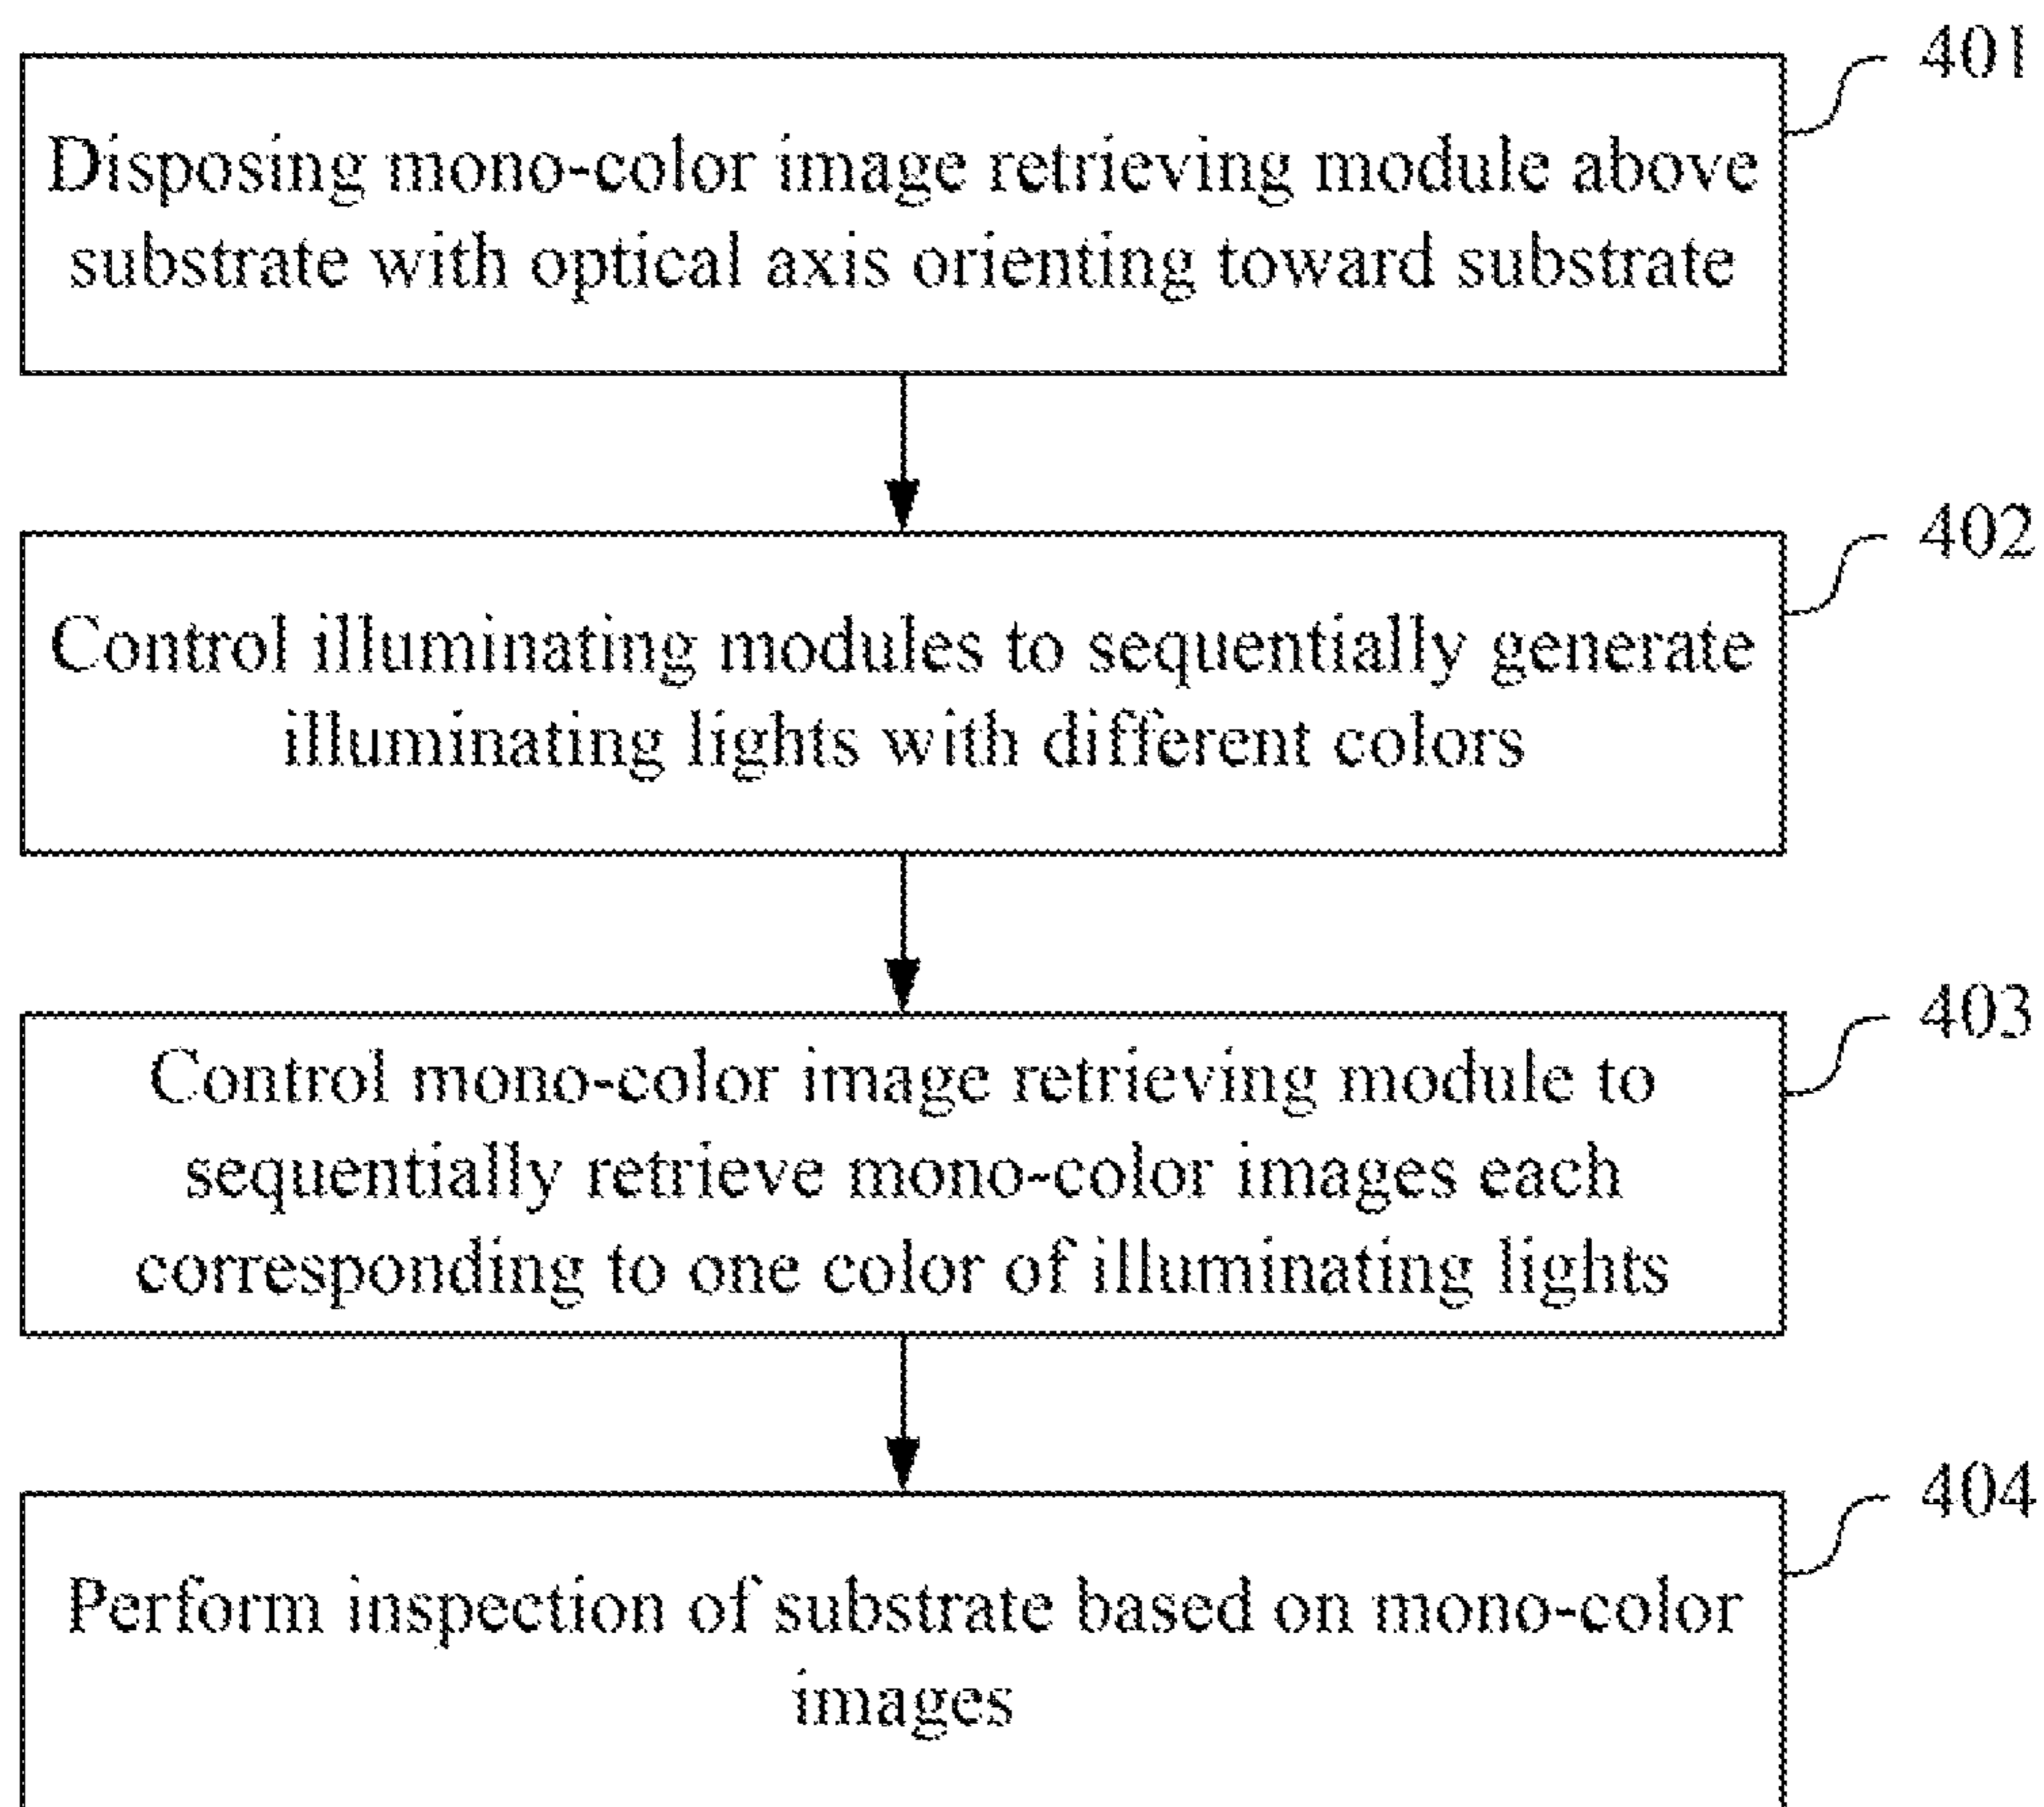 401
Disposing mono-color image retrieving module above
substrate with optical axis orienting toward substrate
402
Control illuminating modules to sequentially generate
illuminating lights with different colors
403
Control mono-color image retrieving module to
sequentially retrieve mono-color images each
corresponding to one color of illuminating lights
404
Perform inspection of substrate based on mono-color
images